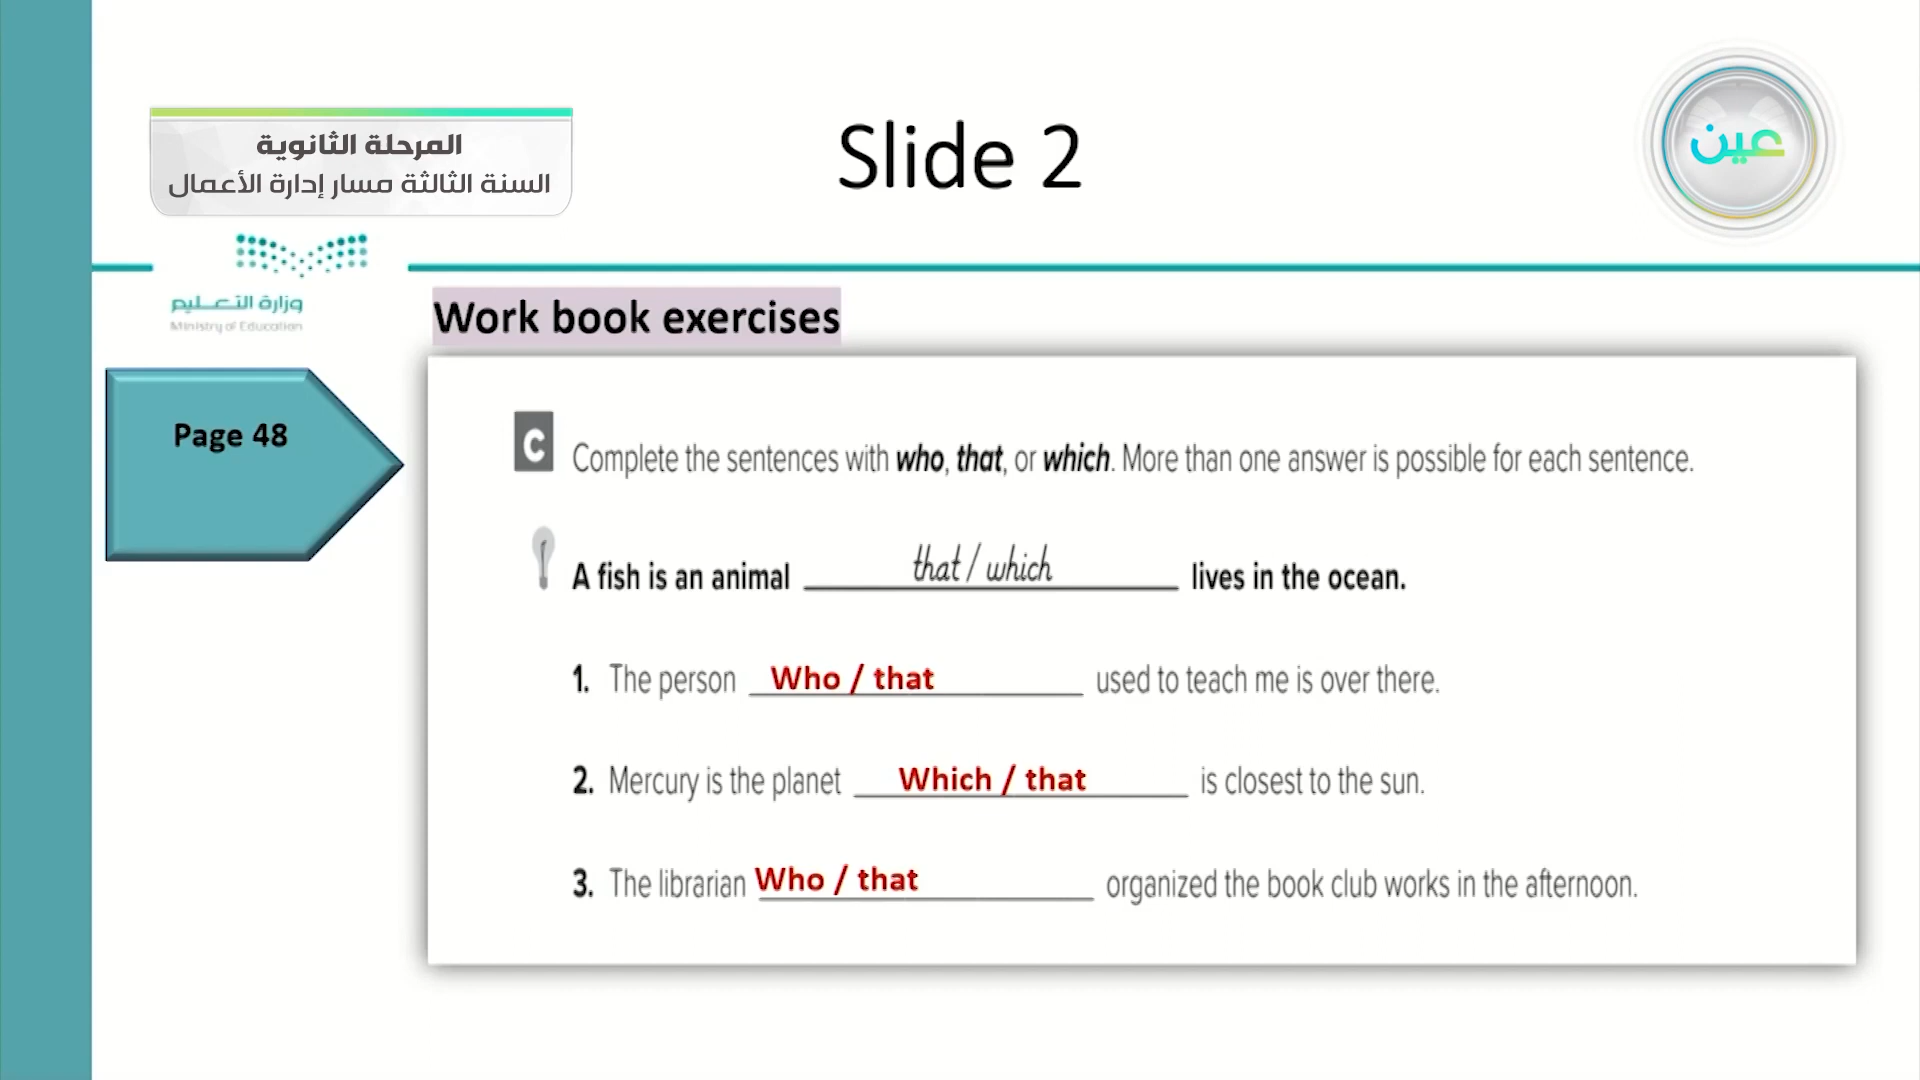 المرحلة الثانوية
السنة الثالثة مسار إدارة الأعمال
Slide 2
عين
وزارة التعليم
Ministry of Education
Work book exercises
Page 48
C Complete the sentences with who, that, or which. More than one answer is possible for each sentence.
A fish is an animal that / which lives in the ocean.
1. The person Who / that used to teach me is over there.
2. Mercury is the planet Which / that is closest to the sun.
3. The librarian Who / that organized the book club works in the afternoon.